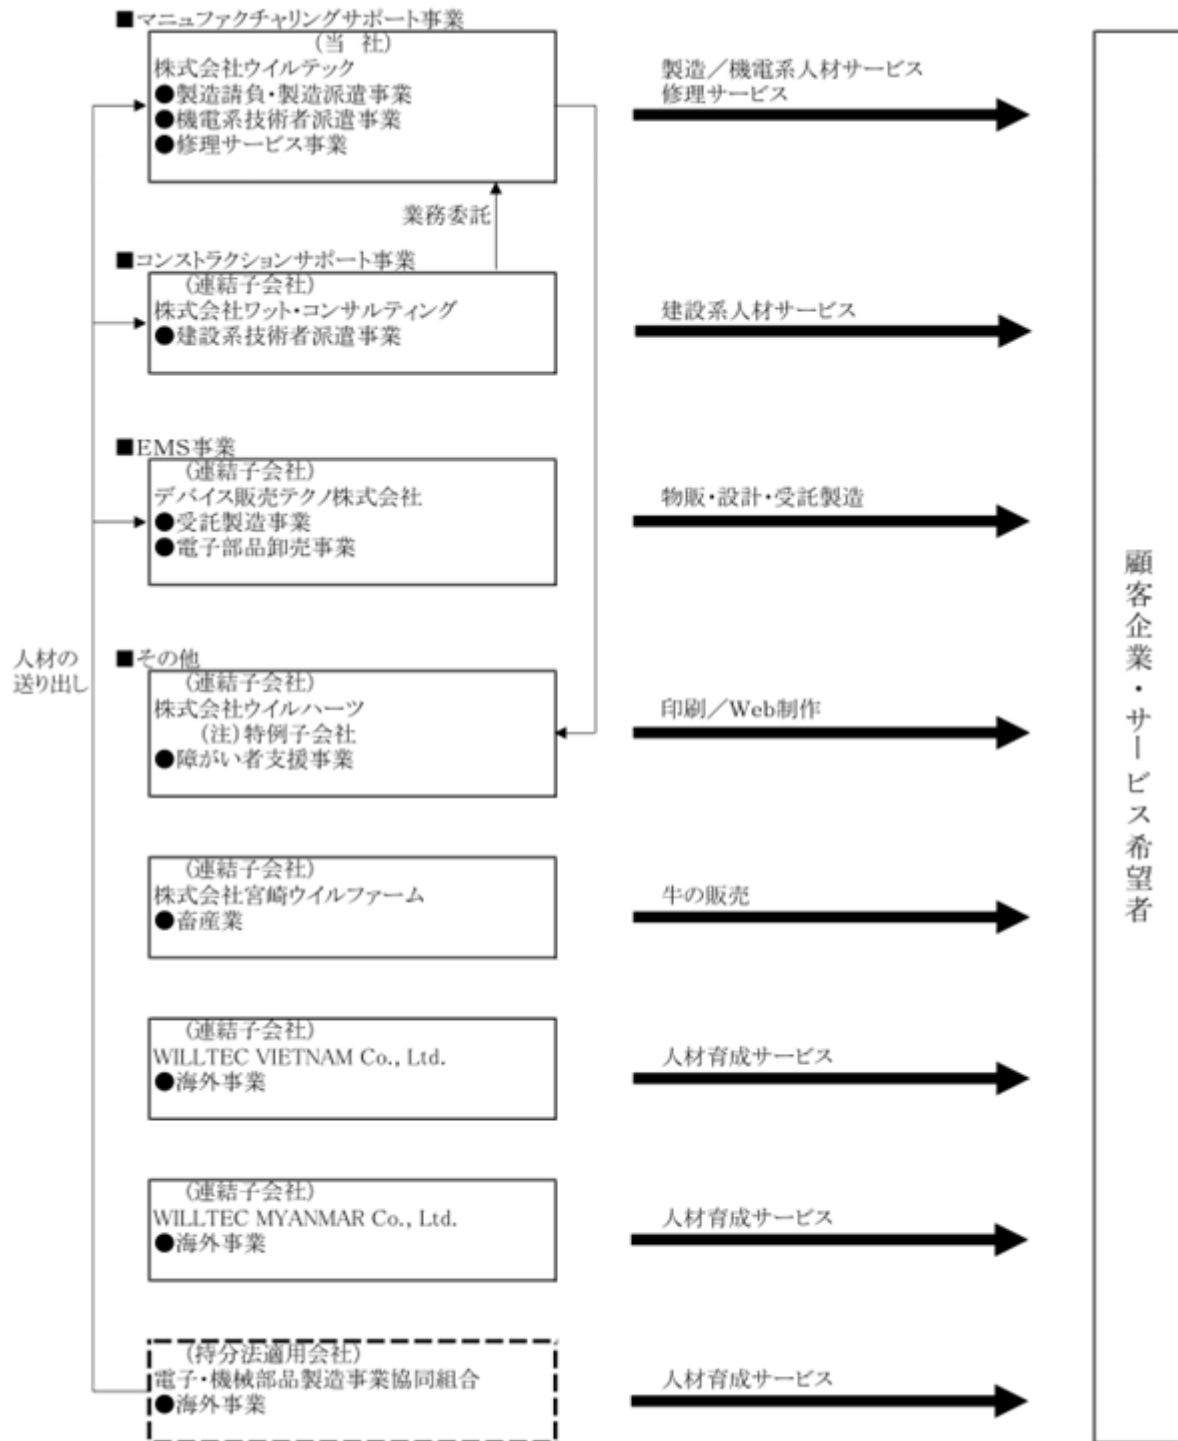 ■マニュファクチャリングサポート事業
(当 社)
株式会社ウイルテック
●製造請負・製造派遣事業
●機電系技術者派遣事業
●修理サービス事業
製造／機電系人材サービス
修理サービス
業務委託
■コンストラクションサポート事業
(連結子会社)
株式会社ワット・コンサルティング
●建設系技術者派遣事業
建設系人材サービス
■EMS事業
(連結子会社)
デバイス販売テクノ株式会社
●受託製造事業
●電子部品卸売事業
物販・設計・受託製造
人材の
送り出し
■その他
(連結子会社)
株式会社ウイルハーツ
(注)特例子会社
●障がい者支援事業
印刷／Web制作
(連結子会社)
株式会社宮崎ウイルファーム
●畜産業
牛の販売
(連結子会社)
WILLTEC VIETNAM Co., Ltd.
●海外事業
人材育成サービス
(連結子会社)
WILLTEC MYANMAR Co., Ltd.
●海外事業
人材育成サービス
(持分法適用会社)
電子・機械部品製造事業協同組合
●海外事業
人材育成サービス
顧客企業・サービス希望者